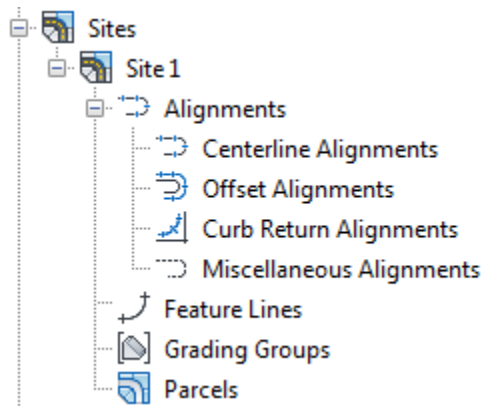 Sites
Site 1
Alignments
Centerline Alignments
Offset Alignments
Curb Return Alignments
Miscellaneous Alignments
Feature Lines
Grading Groups
Parcels